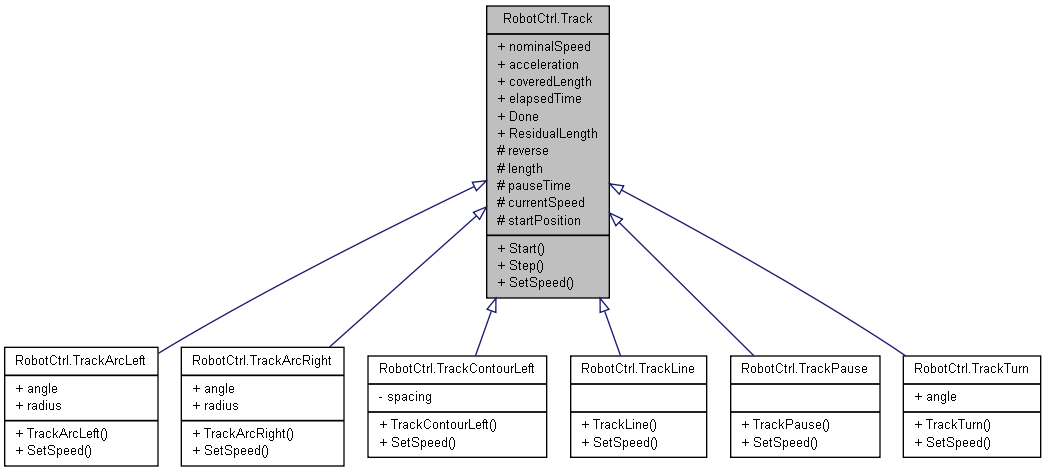 RobotCtrl.Track
+ nominalSpeed
+ acceleration
+ coveredLength
+ elapsedTime
+ Done
+ ResidualLength
# reverse
# length
# pauseTime
# currentSpeed
# startPosition
+ Start()
+ Step()
+ SetSpeed()
RobotCtrl.TrackArcLeft
+ angle
+ radius
+ TrackArcLeft()
+ SetSpeed()
RobotCtrl.TrackArcRight
+ angle
+ radius
+ TrackArcRight()
+ SetSpeed()
RobotCtrl.TrackContourLeft
- spacing
+ TrackContourLeft()
+ SetSpeed()
RobotCtrl.TrackLine
+ TrackLine()
+ SetSpeed()
RobotCtrl.TrackPause
+ TrackPause()
+ SetSpeed()
RobotCtrl.TrackTurn
+ angle
+ TrackTurn()
+ SetSpeed()